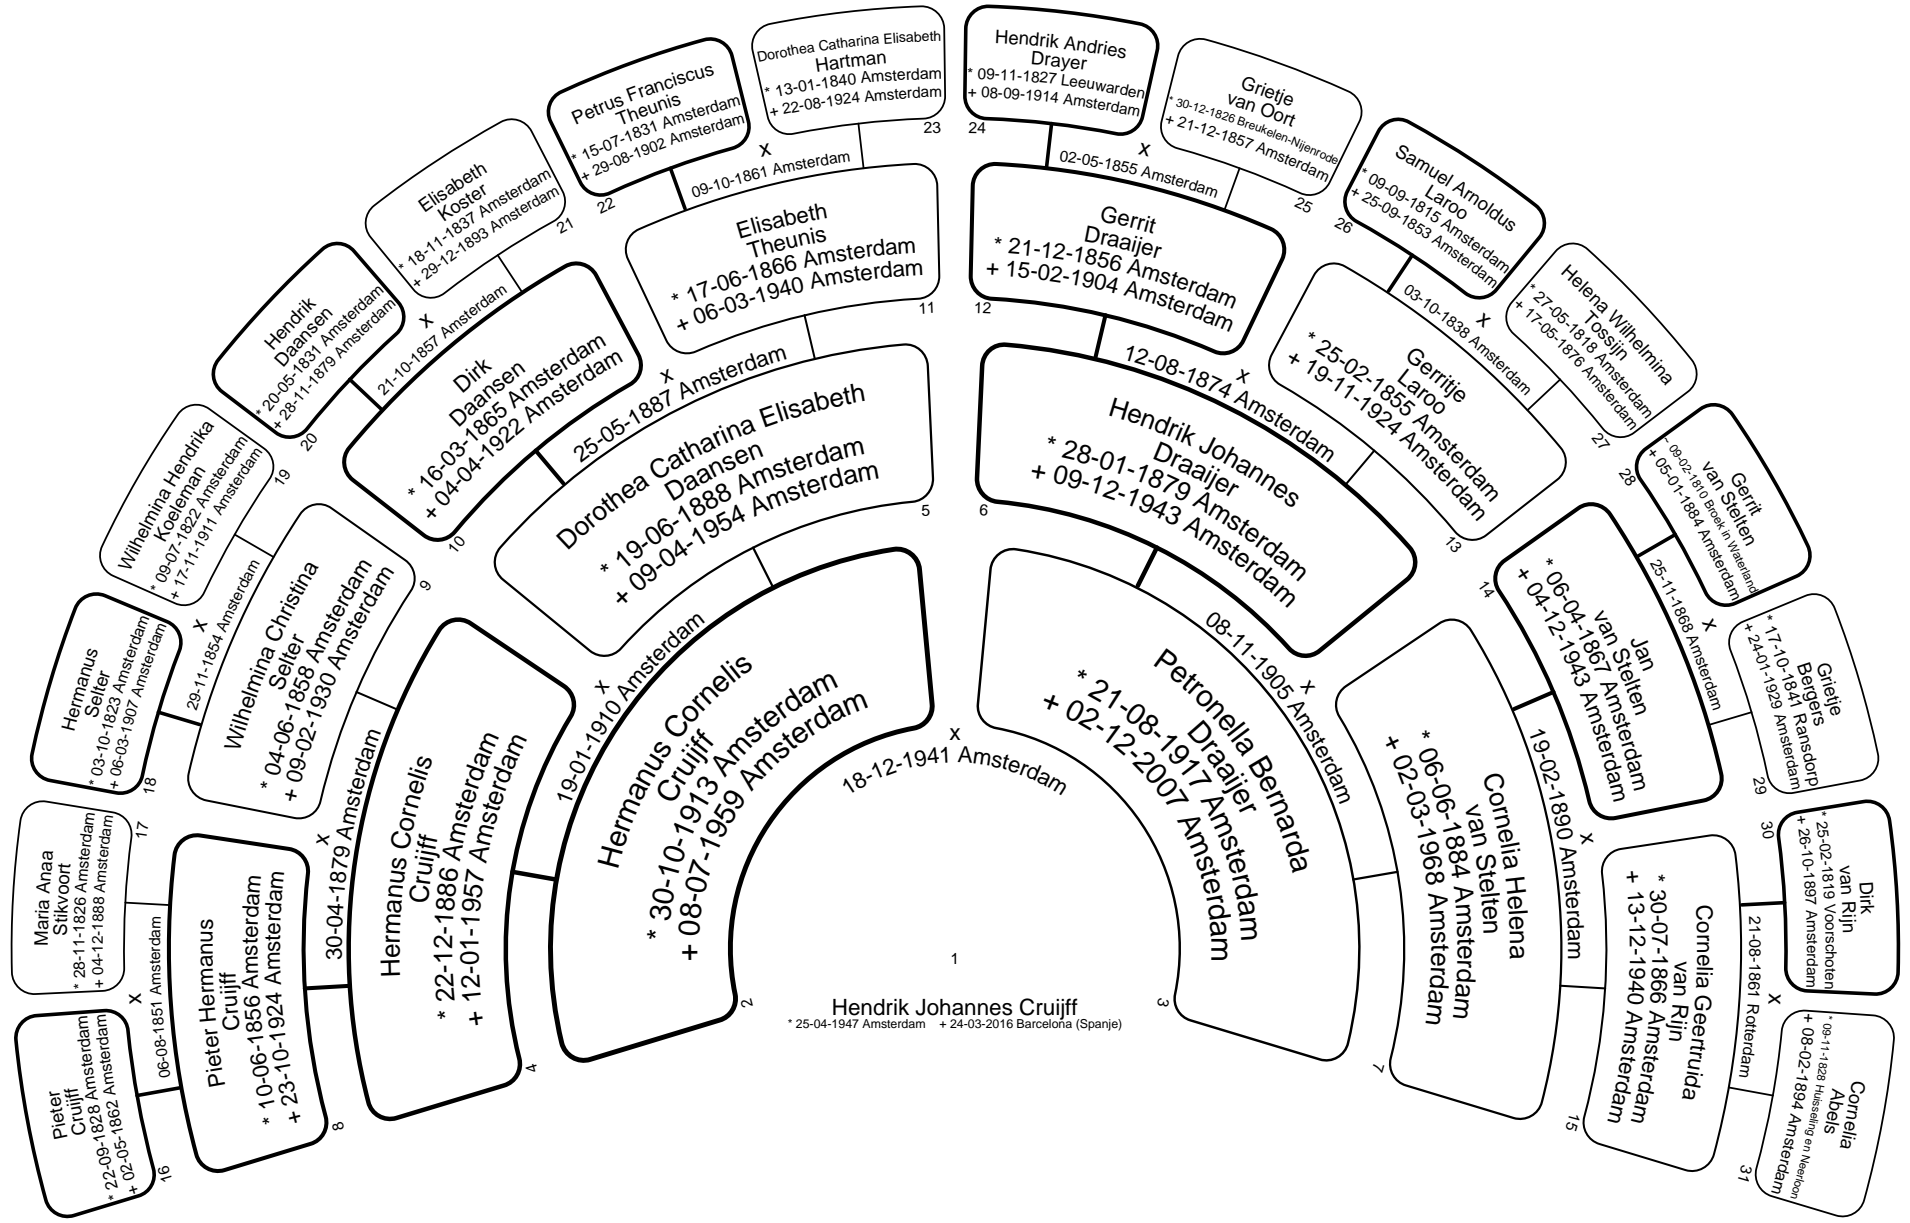 1
Hendrik Johannes Cruijff
* 25-04-1947 Amsterdam + 24-03-2016 Barcelona (Spanje)
Hermanus Cornelis
Cruijff
* 30-10-1913 Amsterdam
+ 08-07-1959 Amsterdam
2
x
18-12-1941 Amsterdam
Petronella Bernarda
Draaijer
* 21-08-1917 Amsterdam
+ 02-12-2007 Amsterdam
3
Hermanus Cornelis
Cruijff
* 22-12-1886 Amsterdam
+ 12-01-1957 Amsterdam
4
x
19-01-1910 Amsterdam
Dorothea Catharina Elisabeth
Daansen
* 19-06-1888 Amsterdam
+ 09-04-1954 Amsterdam
5
Hendrik Johannes
Draaijer
* 28-01-1879 Amsterdam
+ 09-12-1943 Amsterdam
6
x
08-11-1905 Amsterdam
Cornelia Helena
van Stelten
* 06-06-1884 Amsterdam
+ 02-03-1968 Amsterdam
7
Pieter Hermanus
Cruijff
* 10-06-1856 Amsterdam
+ 23-10-1924 Amsterdam
8
x
30-04-1879 Amsterdam
Wilhelmina Christina
Selter
* 04-06-1858 Amsterdam
+ 09-02-1930 Amsterdam
9
Dirk
Daansen
* 16-03-1865 Amsterdam
+ 04-04-1922 Amsterdam
10
x
25-05-1887 Amsterdam
Elisabeth
Theunis
* 17-06-1866 Amsterdam
+ 06-03-1940 Amsterdam
11
Gerrit
Draaijer
* 21-12-1856 Amsterdam
+ 15-02-1904 Amsterdam
12
x
12-08-1874 Amsterdam
Gerritje
Laroo
* 25-02-1855 Amsterdam
+ 19-11-1924 Amsterdam
13
Jan
van Stelten
* 06-04-1867 Amsterdam
+ 04-12-1943 Amsterdam
14
x
19-02-1890 Amsterdam
Cornelia Geertruida
van Rijn
* 30-07-1866 Amsterdam
+ 13-12-1940 Amsterdam
15
Pieter
Cruijff
* 22-09-1828 Amsterdam
+ 02-05-1862 Amsterdam
16
x
06-08-1851 Amsterdam
Maria Anaa
Stikvoort
* 28-11-1826 Amsterdam
+ 04-12-1888 Amsterdam
17
Hermanus
Selter
* 03-10-1823 Amsterdam
+ 06-03-1907 Amsterdam
18
x
29-11-1854 Amsterdam
Wilhelmina Hendrika
Koeleman
* 09-07-1822 Amsterdam
+ 17-11-1911 Amsterdam
19
Hendrik
Daansen
* 20-05-1831 Amsterdam
+ 28-11-1879 Amsterdam
20
x
21-10-1857 Amsterdam
Elisabeth
Koster
* 18-11-1837 Amsterdam
+ 29-12-1893 Amsterdam
21
Petrus Franciscus
Theunis
* 15-07-1831 Amsterdam
+ 29-08-1902 Amsterdam
22
x
09-10-1861 Amsterdam
Dorothea Catharina Elisabeth
Hartman
* 13-01-1840 Amsterdam
+ 22-08-1924 Amsterdam
23
Hendrik Andries
Drayer
* 09-11-1827 Leeuwarden
+ 08-09-1914 Amsterdam
24
x
02-05-1855 Amsterdam
Grietje
van Oort
* 30-12-1826 Breukelen-Nijenrode
+ 21-12-1857 Amsterdam
25
Samuel Arnoldus
Laroo
* 09-09-1815 Amsterdam
+ 25-09-1853 Amsterdam
26
x
03-10-1838 Amsterdam
Helena Wilhelmina
Tossijn
* 27-05-1818 Amsterdam
+ 17-05-1876 Amsterdam
27
Gerrit
van Stelten
~ 09-02-1810 Broek in Waterland
+ 05-01-1884 Amsterdam
28
x
25-11-1868 Amsterdam
Grietje
Bergers
* 17-10-1841 Ransdorp
+ 24-01-1929 Amsterdam
29
Dirk
van Rijn
* 25-02-1819 Voorschoten
+ 26-10-1897 Amsterdam
30
x
21-08-1861 Rotterdam
Cornelia
Abels
* 09-11-1828 Huisseling en Neerloon
+ 08-02-1894 Amsterdam
31